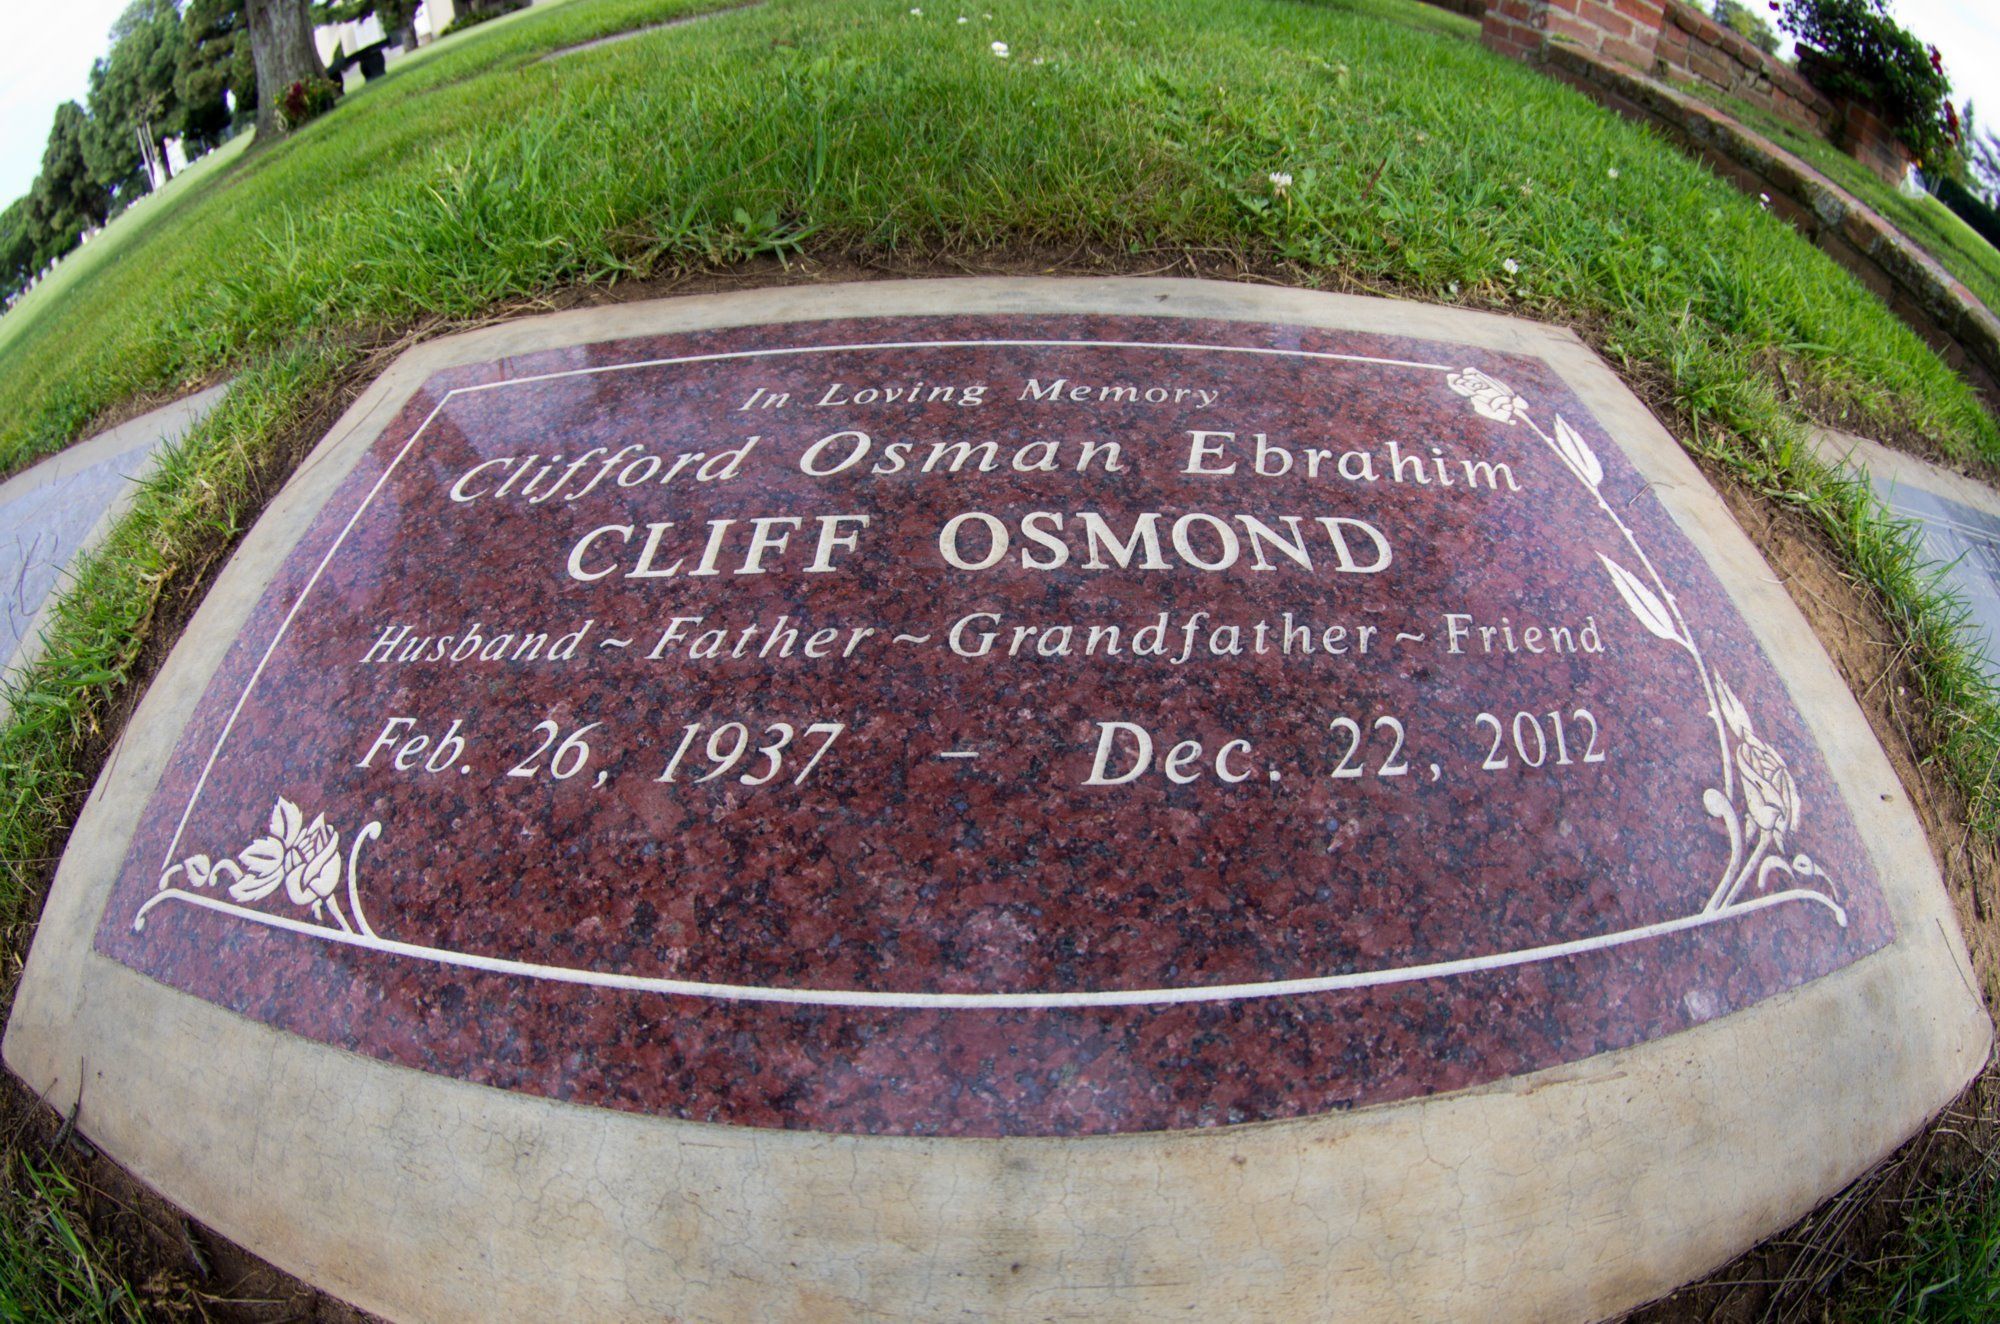 In Loving Memory
Clifford Osman Ebrahim
CLIFF OSMOND
Husband ~ Father ~ Grandfather ~ Friend
Feb. 26, 1937 – Dec. 22, 2012